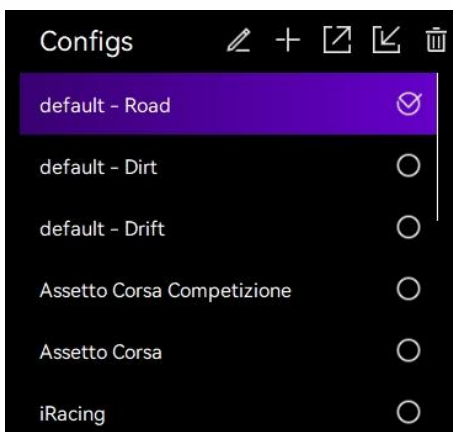 Configs
default – Road
default – Dirt
default – Drift
Assetto Corsa Competizione
Assetto Corsa
iRacing